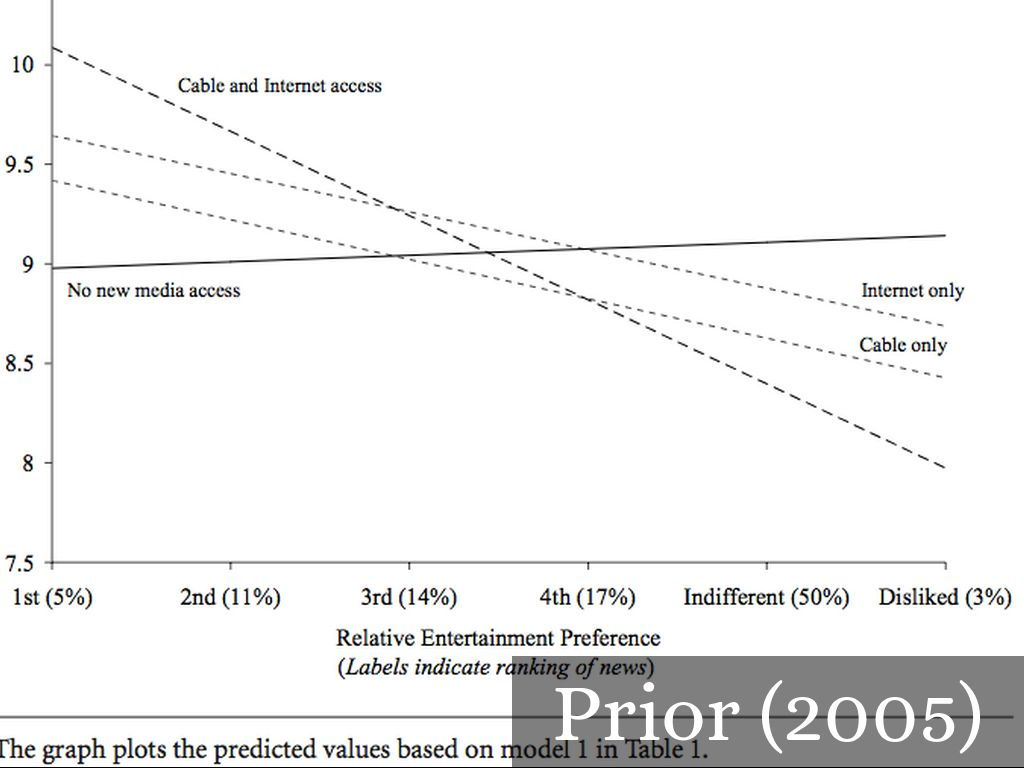 10
Cable and Internet access
9.5
9
No new media access
Internet only
Cable only
8.5
8
7.5
1st (5%) 2nd (11%) 3rd (14%) 4th (17%) Indifferent (50%) Disliked (3%)
Relative Entertainment Preference
(Labels indicate ranking of news)
Prior (2005)
The graph plots the predicted values based on model 1 in Table 1.